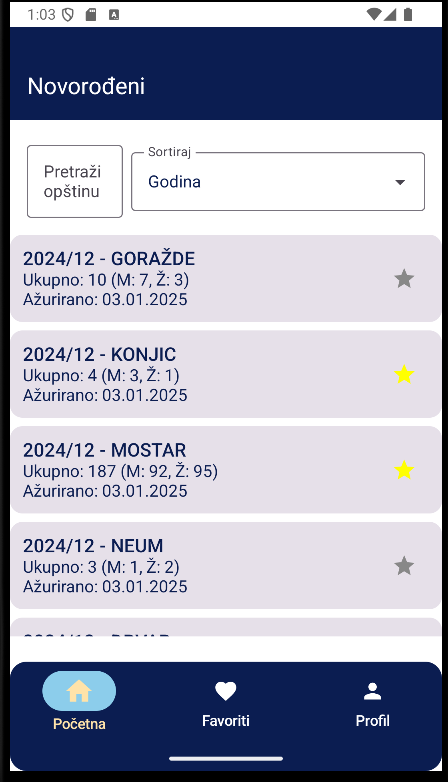 1:03
Novorođeni
Pretraži
opštinu
Sortiraj
Godina
2024/12 - GORAŽDE
Ukupno: 10 (M: 7, Ž: 3)
Ažurirano: 03.01.2025
2024/12 - KONJIC
Ukupno: 4 (M: 3, Ž: 1)
Ažurirano: 03.01.2025
2024/12 - MOSTAR
Ukupno: 187 (M: 92, Ž: 95)
Ažurirano: 03.01.2025
2024/12 - NEUM
Ukupno: 3 (M: 1, Ž: 2)
Ažurirano: 03.01.2025
Početna
Favoriti
Profil